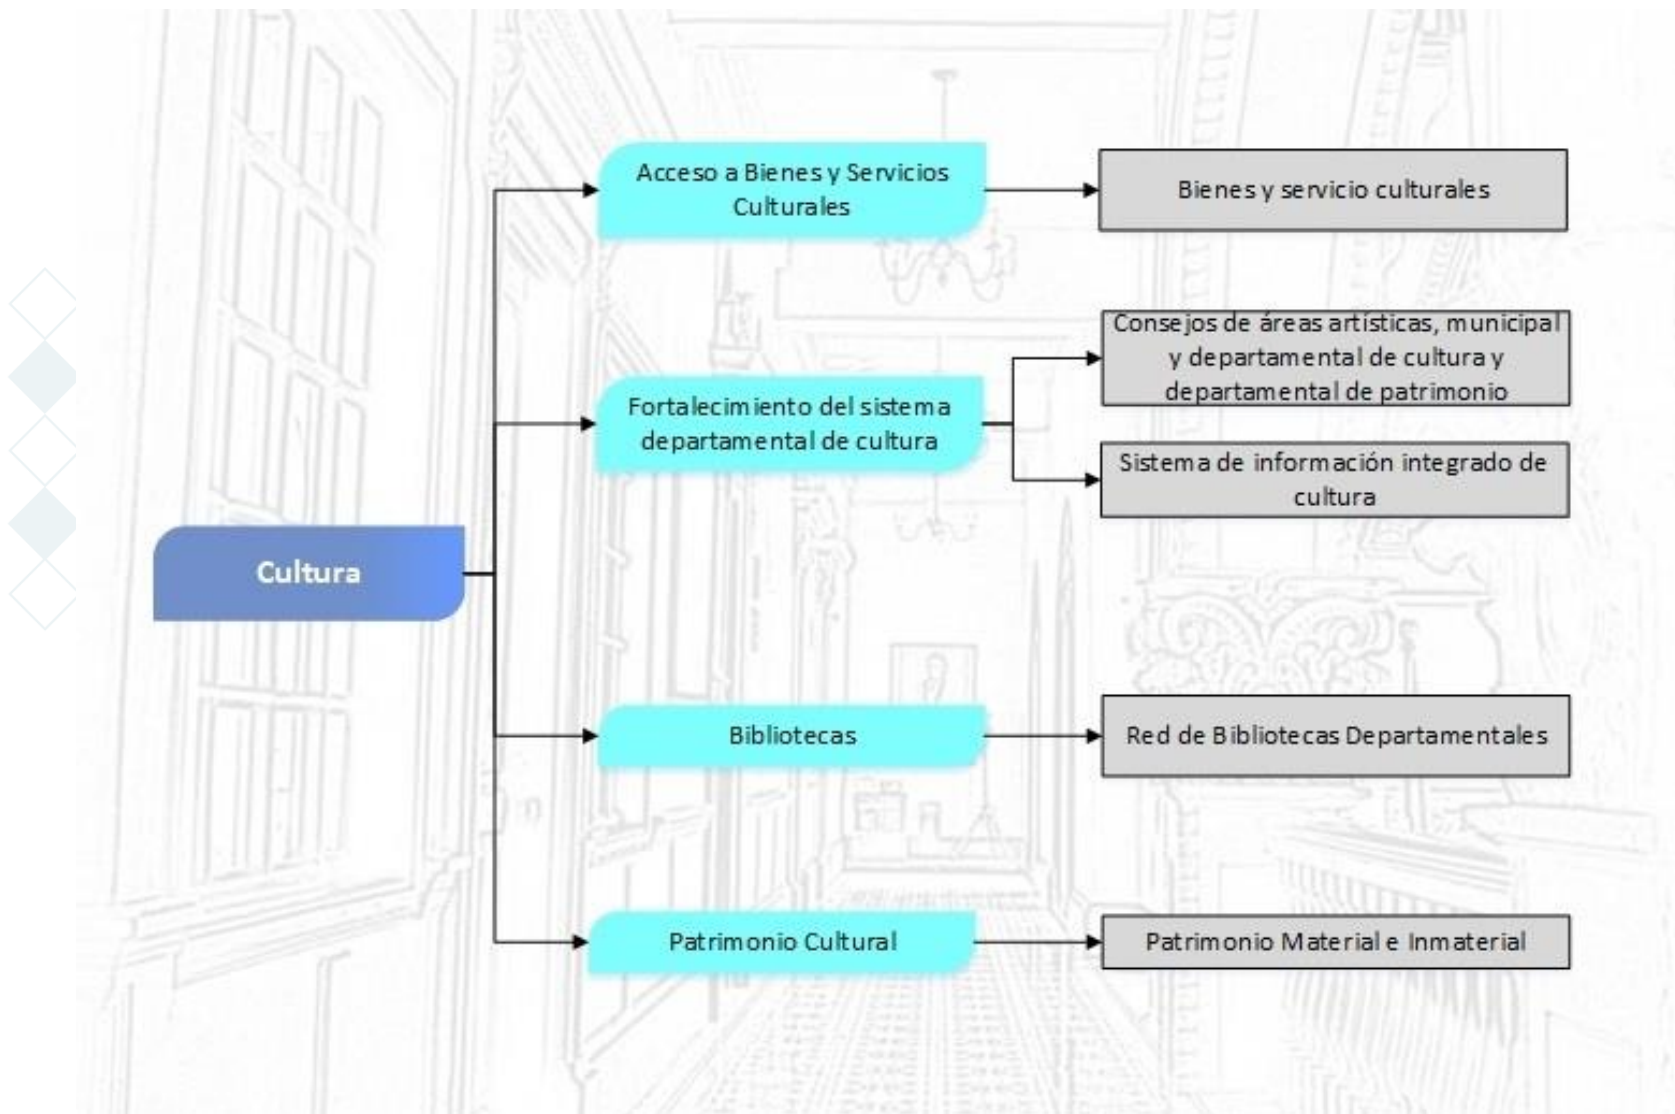 Acceso a Bienes y Servicios
Culturales
Bienes y servicio culturales
Consejos de áreas artísticas, municipal
y departamental de cultura y
departamental de patrimonio
Fortalecimiento del sistema
departamental de cultura
Sistema de información integrado de
cultura
Cultura
Bibliotecas
Red de Bibliotecas Departamentales
Patrimonio Cultural
Patrimonio Material e Inmaterial